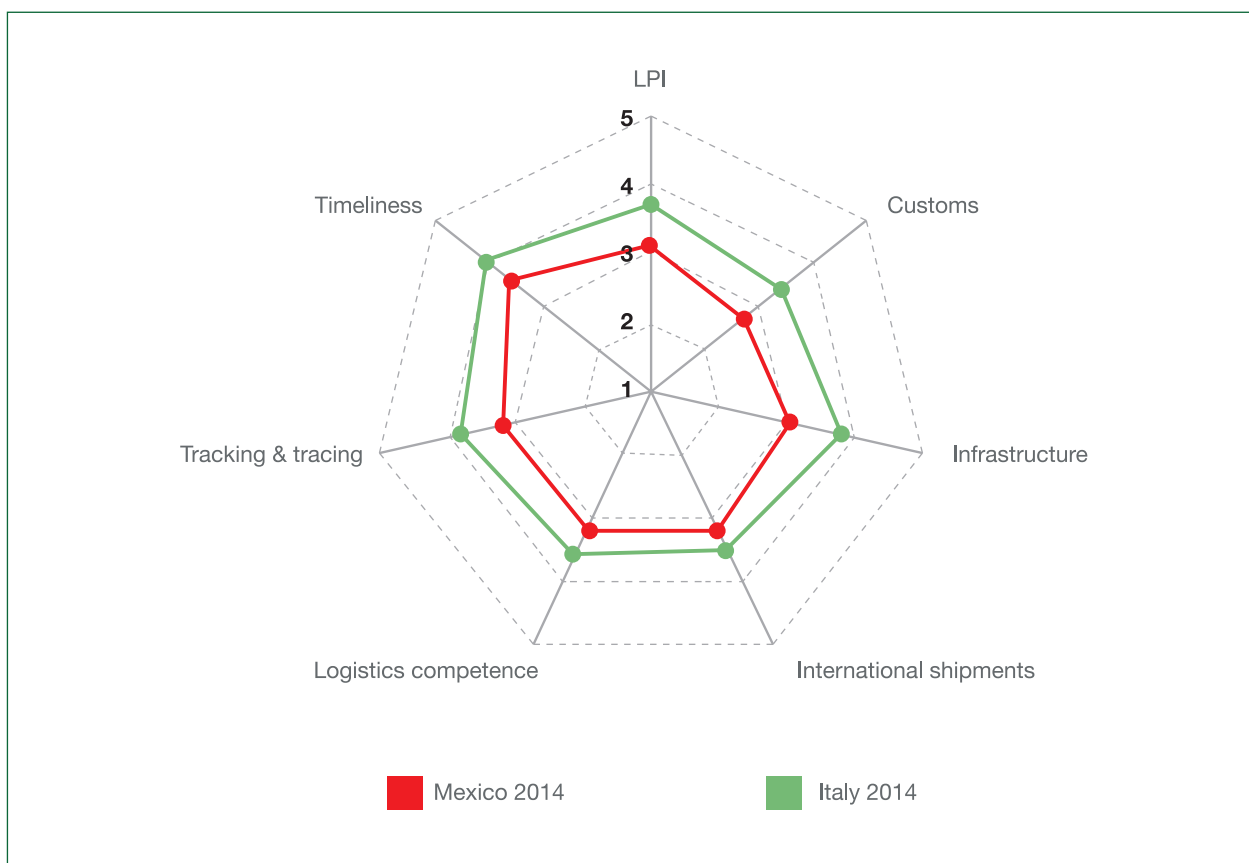 LPI
5
4
Timeliness
Customs
3
2
1
Tracking & tracing
Infrastructure
Logistics competence
International shipments
Mexico 2014
Italy 2014